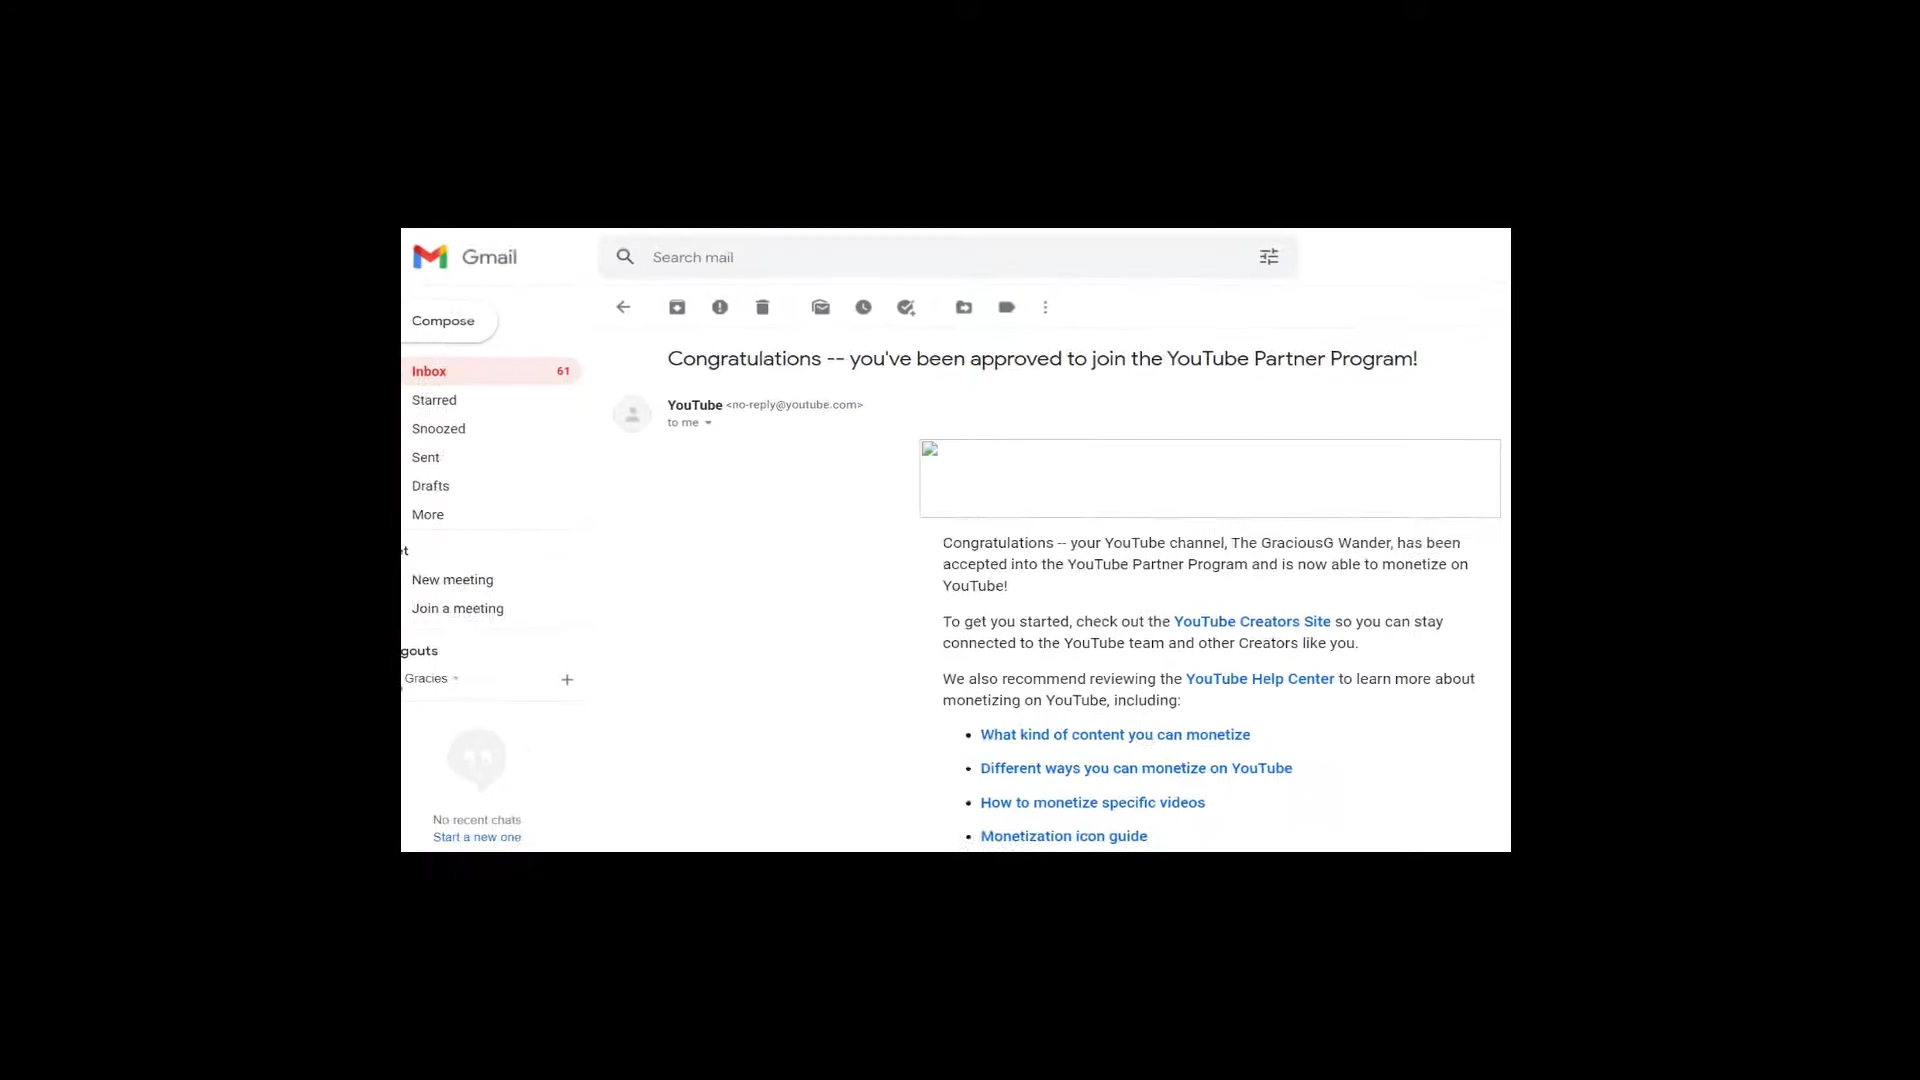 Gmail
Search mail
Compose
Congratulations -- you've been approved to join the YouTube Partner Program!
Inbox 61
Starred
Snoozed
Sent
Drafts
More
et
New meeting
Join a meeting
gouts
Gracies
No recent chats
Start a new one
YouTube <no-reply@youtube.com>
to me
Congratulations -- your YouTube channel, The GraciousG Wander, has been
accepted into the YouTube Partner Program and is now able to monetize on
YouTube!
To get you started, check out the YouTube Creators Site so you can stay
connected to the YouTube team and other Creators like you.
We also recommend reviewing the YouTube Help Center to learn more about
monetizing on YouTube, including:
• What kind of content you can monetize
• Different ways you can monetize on YouTube
• How to monetize specific videos
• Monetization icon guide